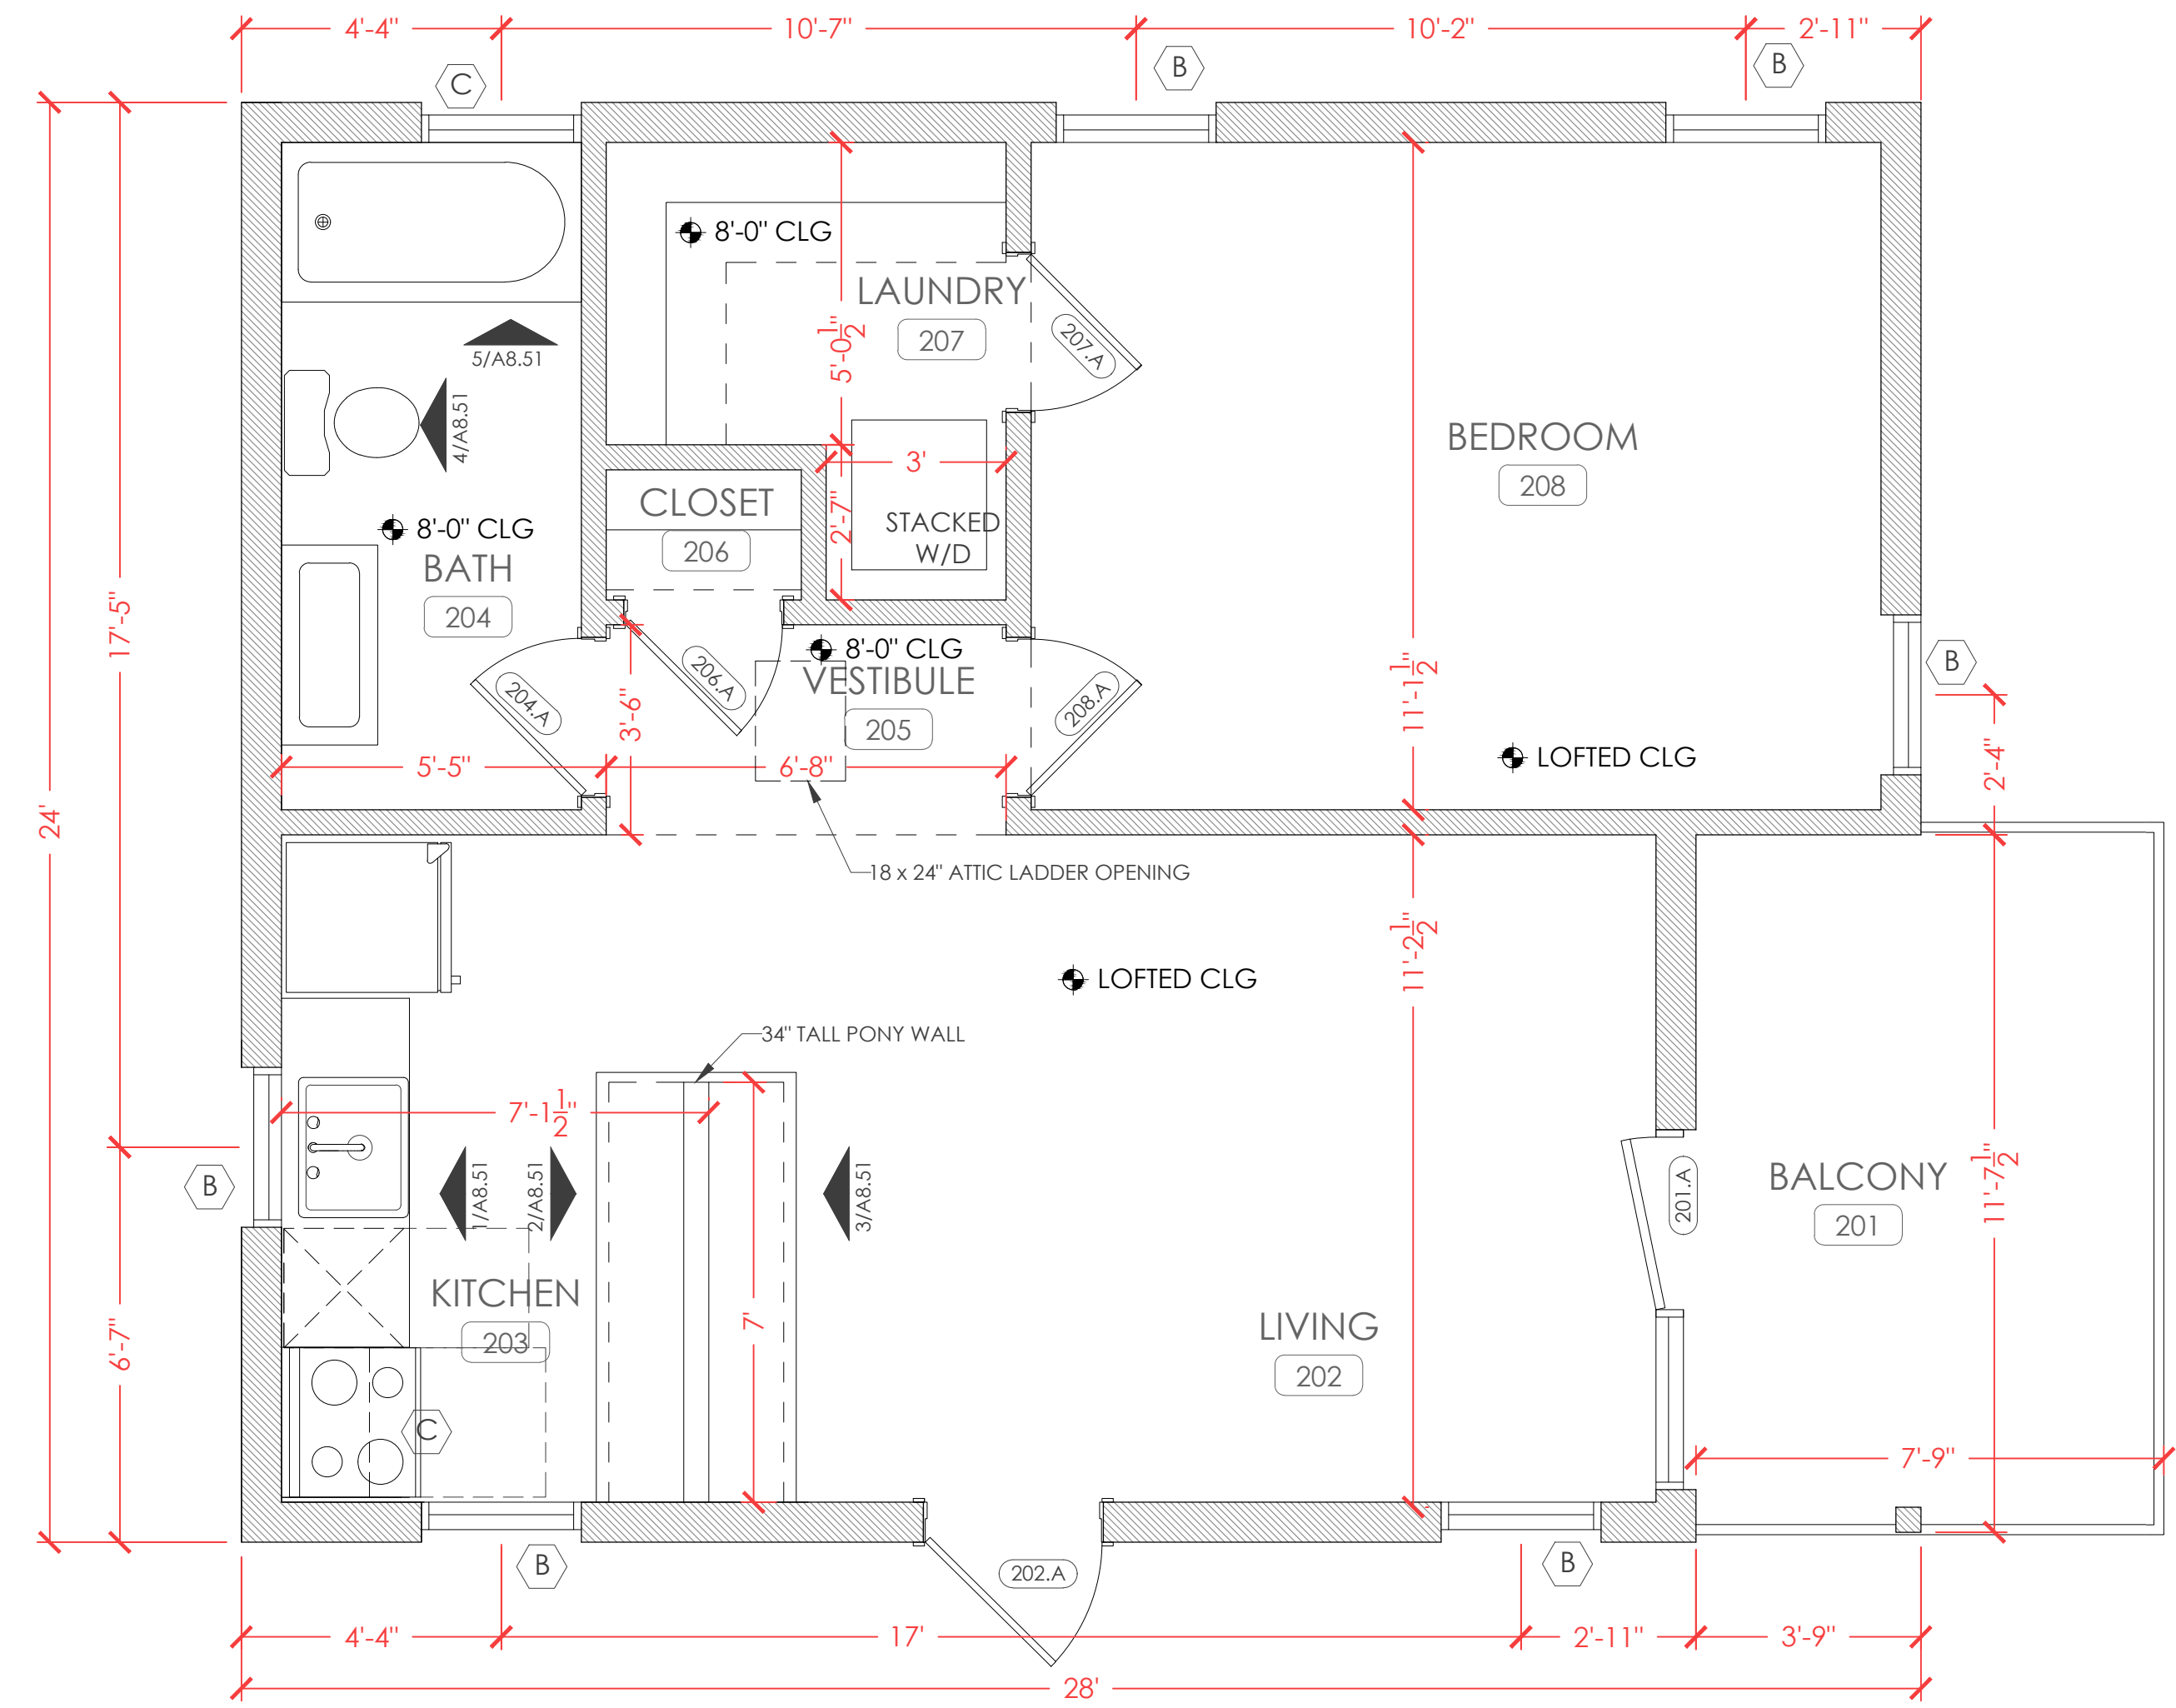 4'-4"
10'-7"
10'-2"
2'-11"
C
B
B
8'-0" CLG
LAUNDRY
207
207.A
5/A8.51
4/A8.51
5'-0 1/2"
BEDROOM
208
3'
CLOSET
206
2'-7"
STACKED
W/D
8'-0" CLG
BATH
204
17'-5"
24'
8'-0" CLG
VESTIBULE
205
206.A
204.A
208.A
3'-6"
5'-5"
6'-8"
11'-1 1/2"
B
LOFTED CLG
2'-4"
18 x 24" ATTIC LADDER OPENING
11'-2 1/2"
LOFTED CLG
34" TALL PONY WALL
7'-1 1/2"
B
1/A8.51
2/A8.51
3/A8.51
201.A
BALCONY
201
11'-7 1/2"
KITCHEN
203
7'
LIVING
202
6'-7"
C
7'-9"
B
202.A
B
4'-4"
17'
2'-11"
3'-9"
28'